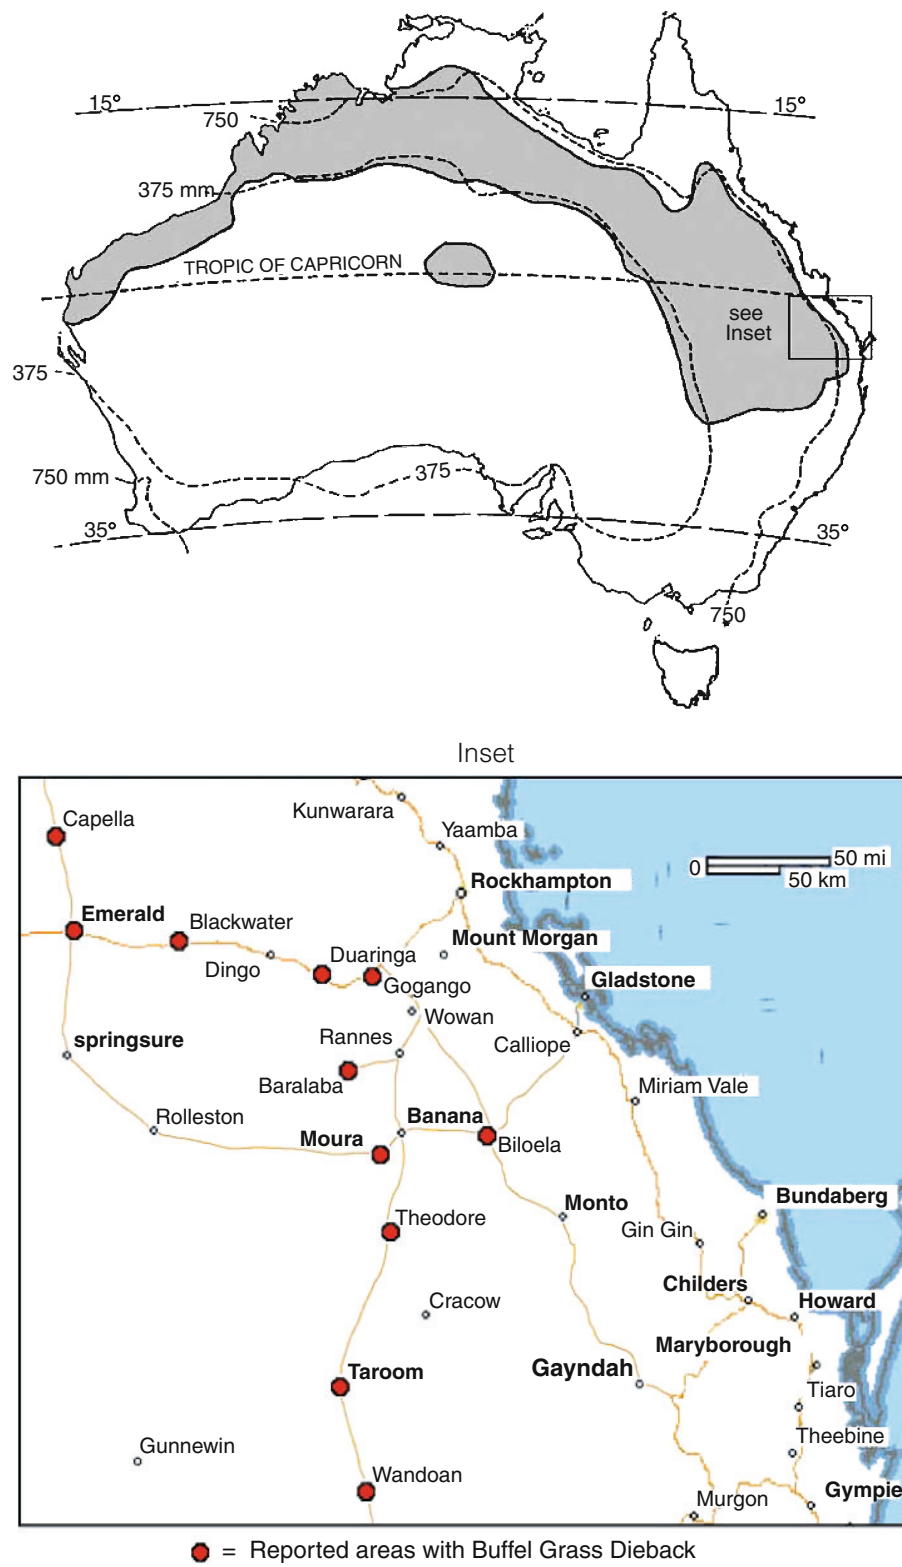 15°
15°
750
375 mm
TROPIC OF CAPRICORN
see
Inset
375
750 mm
375
35°
35°
750
Inset
Capella
Kunwarara
Yaamba
0
50 mi
50 km
Rockhampton
Emerald
Blackwater
Mount Morgan
Dingo
Duaringa
Gogango
Gladstone
Wowan
springsure
Rannes
Calliope
Baralaba
Miriam Vale
Rolleston
Banana
Moura
Biloela
Bundaberg
Monto
Theodore
Gin Gin
Childers
Cracow
Howard
Maryborough
Gayndah
Taroom
Tiaro
Theebine
Gunnewin
Wandoan
Murgon
Gympie
= Reported areas with Buffel Grass Dieback